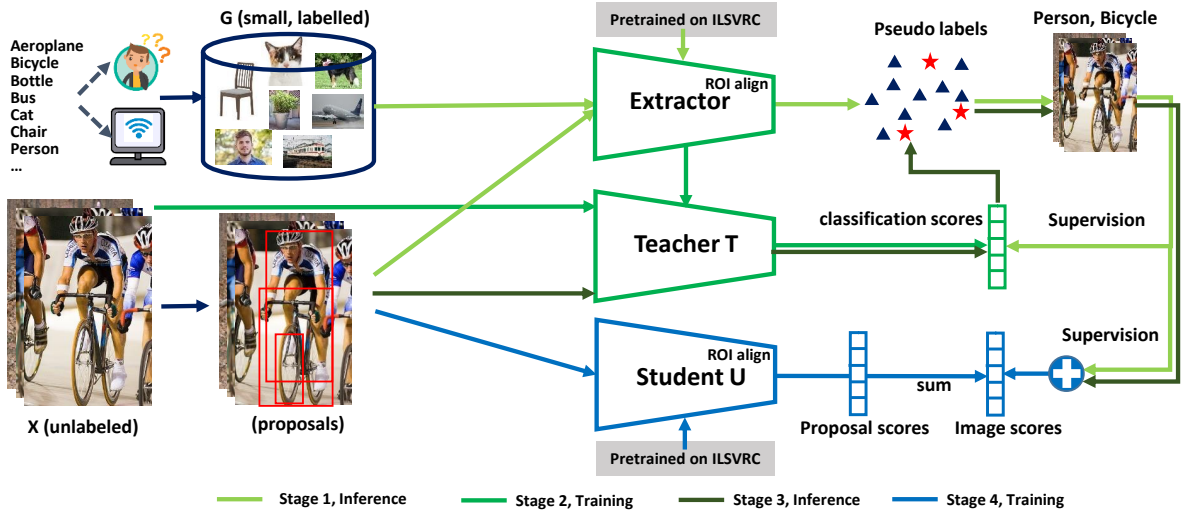 G (small, labelled)
Pretrained on ILSVRC
Person, Bicycle
Pseudo labels
Aeroplane
Bicycle
Bottle
Bus
Cat
Chair
Person
...
???
ROI align
Extractor
classification scores
Supervision
Teacher T
Supervision
ROI align
Student U
sum
X (unlabeled)
(proposals)
Proposal scores
Image scores
Pretrained on ILSVRC
Stage 1, Inference
Stage 2, Training
Stage 3, Inference
Stage 4, Training